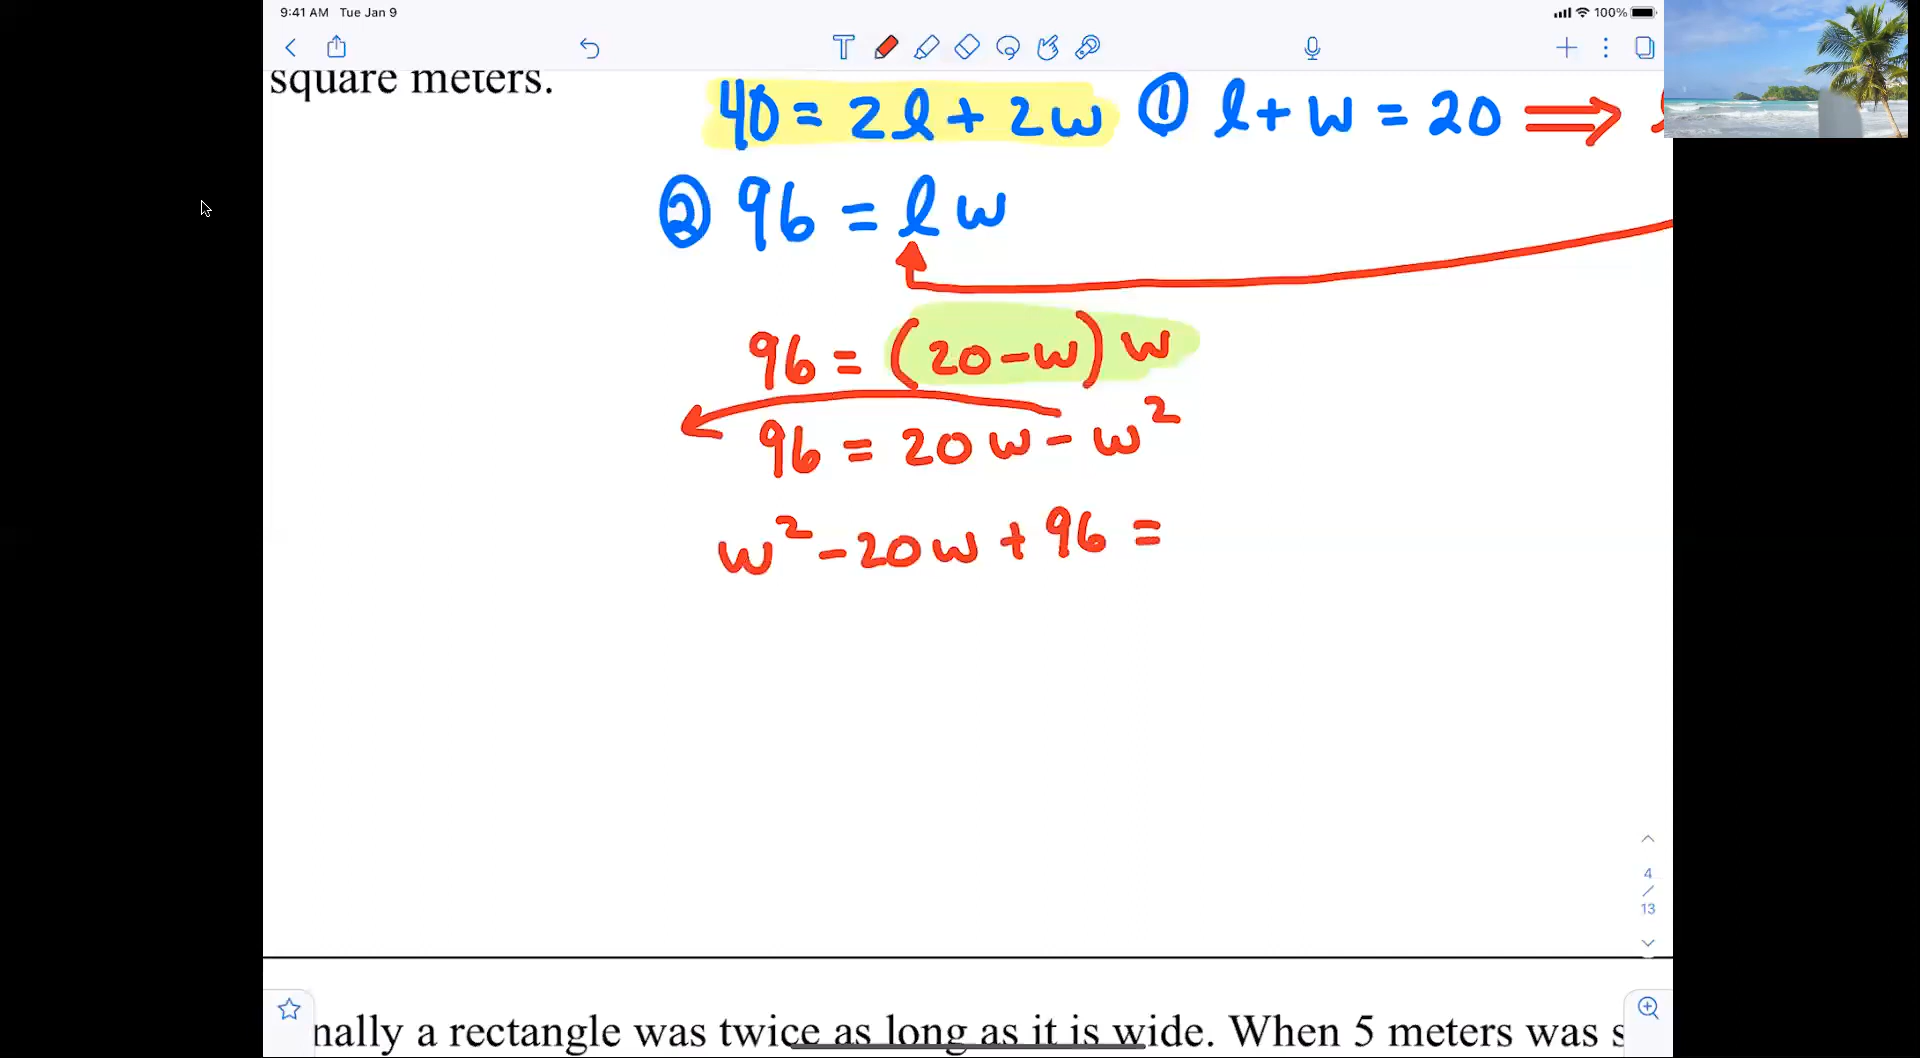 9:41 AM Tue Jan 9
100%
square meters.
40 = 2l + 2w ① l + w = 20 ⟹
② 96 = lw
96 = (20-w)w
96 = 20w - w²
w² - 20w + 96 =
4
/
13
nally a rectangle was twice as long as it is wide. When 5 meters was s